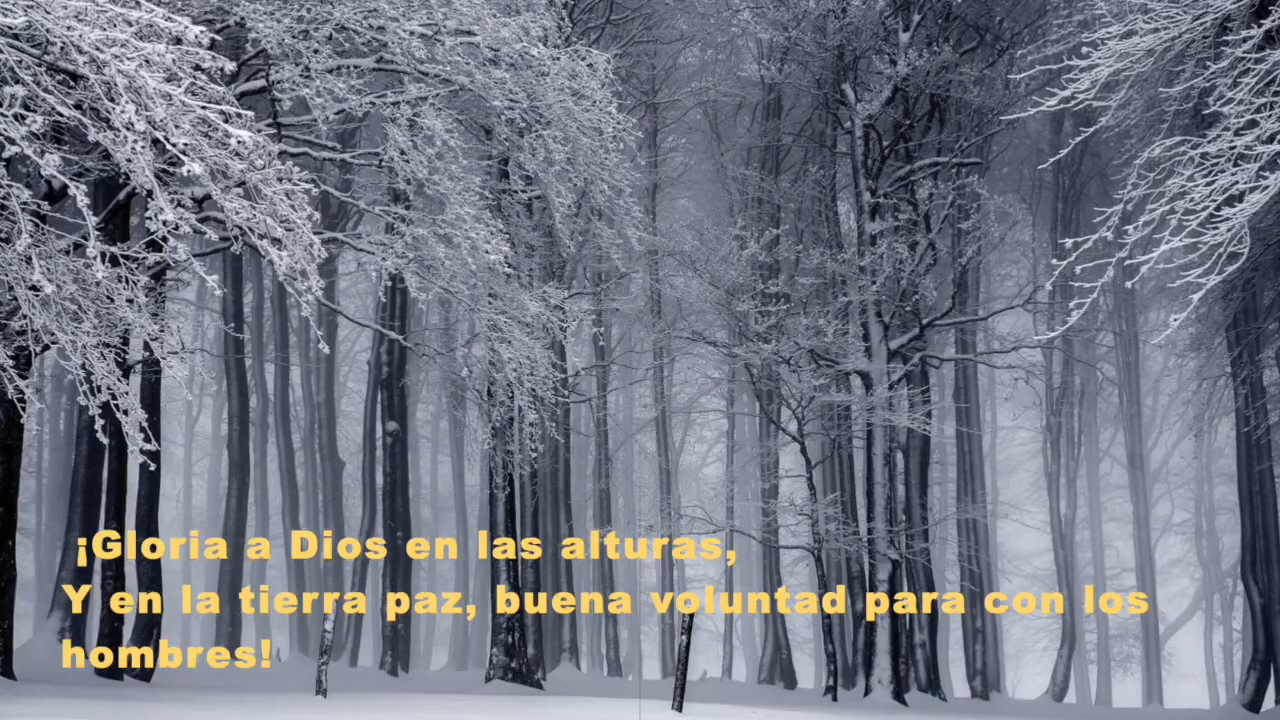 ¡Gloria a Dios en las alturas,
Y en la tierra paz, buena voluntad para con los
hombres!